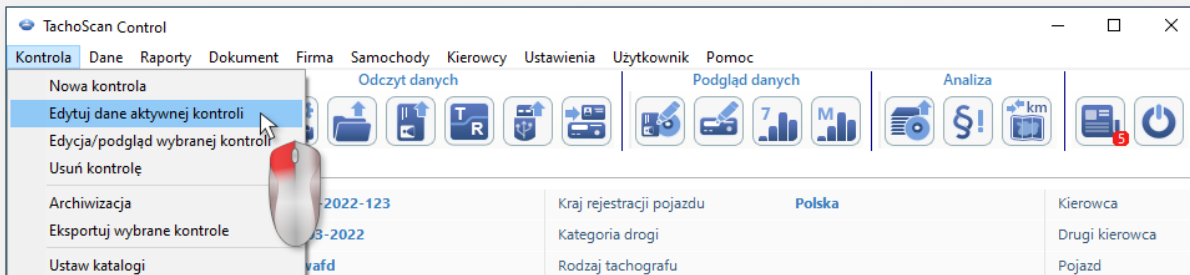 TachoScan Control
Kontrola Dane Raporty Dokument Firma Samochody Kierowcy Ustawienia Użytkownik Pomoc
Nowa kontrola
Edytuj dane aktywnej kontroli
Edycja/podgląd wybranej kontroli
Usuń kontrolę
Archiwizacja
Eksportuj wybrane kontrole
Ustaw katalogi
Odczyt danych
Podgląd danych
Analiza
T R
7
M
§!
km
5
-2022-123
Kraj rejestracji pojazdu Polska
Kierowca
3-2022
Kategoria drogi
Drugi kierowca
Rodzaj tachografu
Pojazd